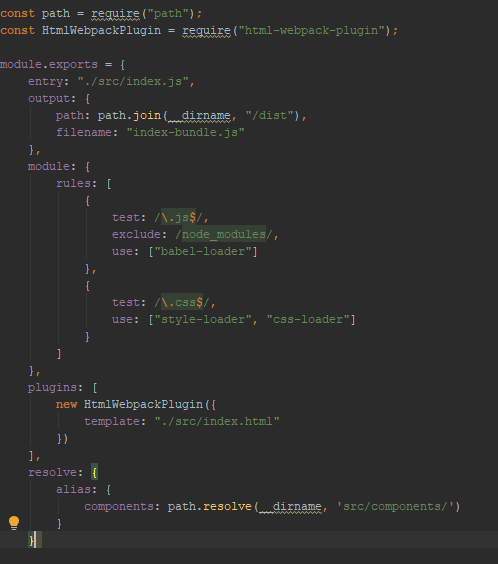 const path = require("path");
const HtmlWebpackPlugin = require("html-webpack-plugin");
module.exports = {
    entry: "./src/index.js",
    output: {
        path: path.join(__dirname, "/dist"),
        filename: "index-bundle.js"
    },
    module: {
        rules: [
            {
                test: /\.js$/,
                exclude: /node_modules/,
                use: ["babel-loader"]
            },
            {
                test: /\.css$/,
                use: ["style-loader", "css-loader"]
            }
        ]
    },
    plugins: [
        new HtmlWebpackPlugin({
            template: "./src/index.html"
        })
    ],
    resolve: {
        alias: {
            components: path.resolve(__dirname, 'src/components/')
        }
    }